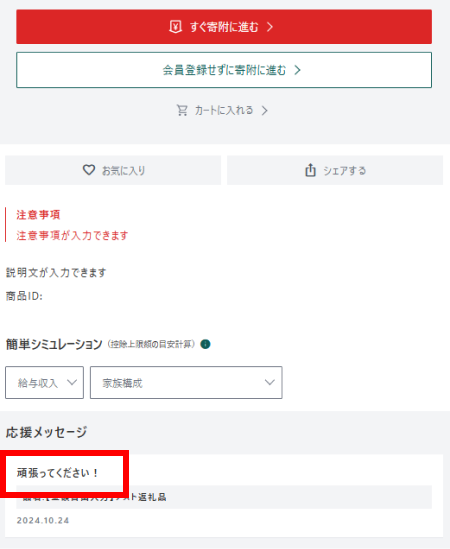 すぐ寄附に進む
会員登録せずに寄附に進む
カートに入れる
お気に入り
シェアする
注意事項
注意事項が入力できます
説明文が入力できます
商品ID:
簡単シミュレーション (控除上限額の目安計算)
給与収入
家族構成
応援メッセージ
頑張ってください！
返礼品
2024.10.24